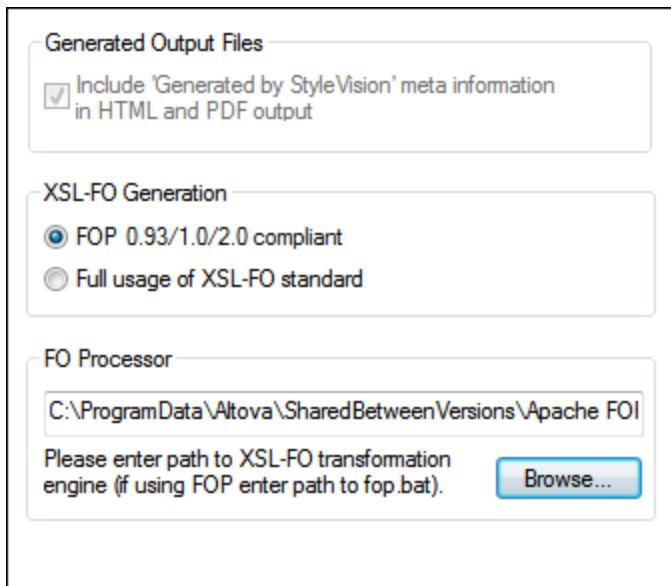 Generated Output Files
Include 'Generated by StyleVision' meta information
in HTML and PDF output
XSL-FO Generation
FOP 0.93/1.0/2.0 compliant
Full usage of XSL-FO standard
FO Processor
C:\ProgramData\Altova\SharedBetweenVersions\Apache FO
Please enter path to XSL-FO transformation
engine (if using FOP enter path to fop.bat).
Browse...